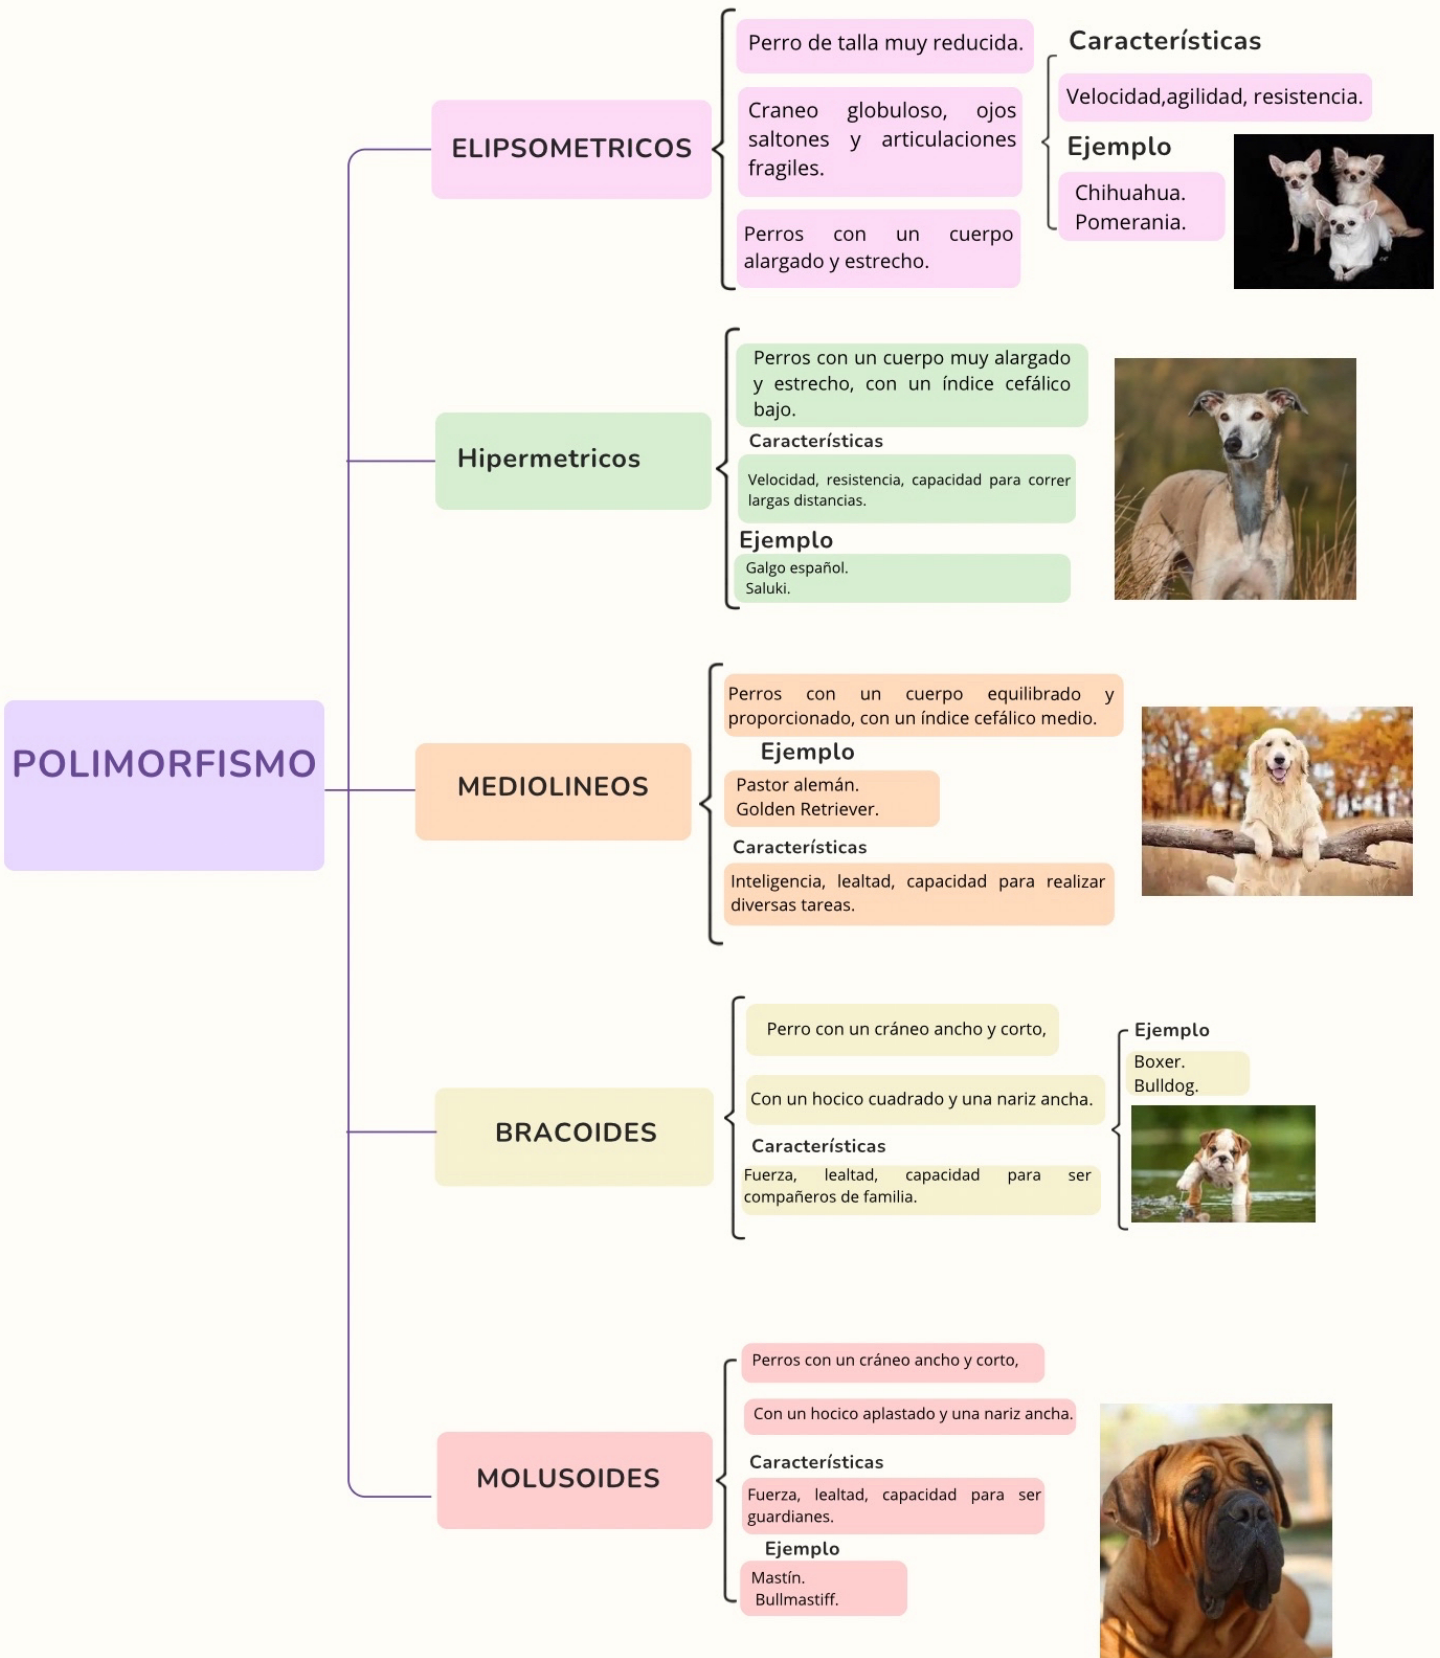 POLIMORFISMO
ELIPSOMETRICOS
Perro de talla muy reducida.
Craneo globuloso, ojos
saltones y articulaciones
fragiles.
Perros con un cuerpo
alargado y estrecho.
Características
Velocidad,agilidad, resistencia.
Ejemplo
Chihuahua.
Pomerania.
Hipermetricos
Perros con un cuerpo muy alargado
y estrecho, con un índice cefálico
bajo.
Características
Velocidad, resistencia, capacidad para correr
largas distancias.
Ejemplo
Galgo español.
Saluki.
MEDIOLINEOS
Perros con un cuerpo equilibrado y
proporcionado, con un índice cefálico medio.
Ejemplo
Pastor alemán.
Golden Retriever.
Características
Inteligencia, lealtad, capacidad para realizar
diversas tareas.
BRACOIDES
Perro con un cráneo ancho y corto,
Con un hocico cuadrado y una nariz ancha.
Características
Fuerza, lealtad, capacidad para ser
compañeros de familia.
Ejemplo
Boxer.
Bulldog.
MOLUSOIDES
Perros con un cráneo ancho y corto,
Con un hocico aplastado y una nariz ancha.
Características
Fuerza, lealtad, capacidad para ser
guardianes.
Ejemplo
Mastín.
Bullmastiff.